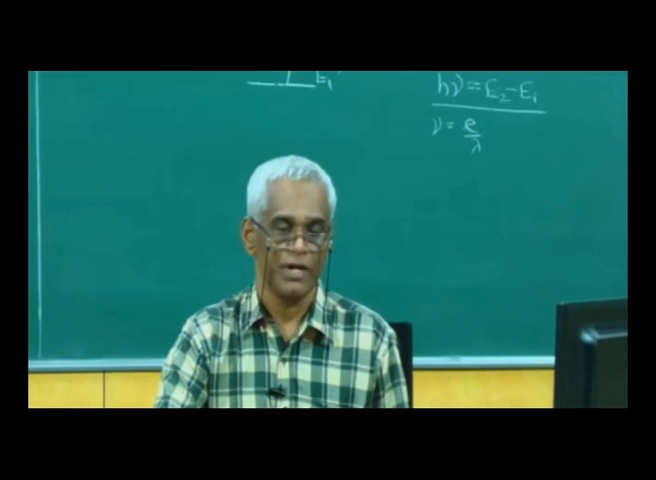 E₁
hν = E₂ - E₁
ν = c/λ